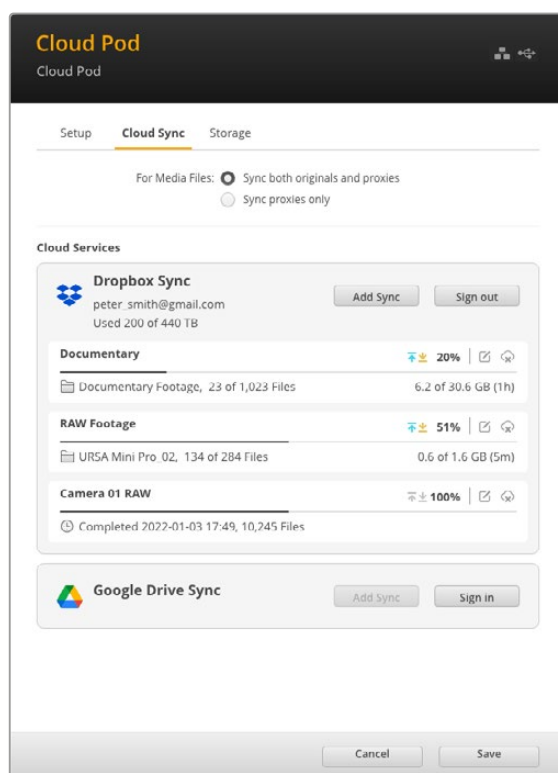 Cloud Pod
Cloud Pod
Setup Cloud Sync Storage
For Media Files: Sync both originals and proxies
Sync proxies only
Cloud Services
Dropbox Sync
peter_smith@gmail.com
Used 200 of 440 TB
Add Sync Sign out
Documentary 20%
Documentary Footage, 23 of 1,023 Files 6.2 of 30.6 GB (1h)
RAW Footage 51%
URSA Mini Pro_02, 134 of 284 Files 0.6 of 1.6 GB (5m)
Camera 01 RAW 100%
Completed 2022-01-03 17:49, 10,245 Files
Google Drive Sync Add Sync Sign in
Cancel Save